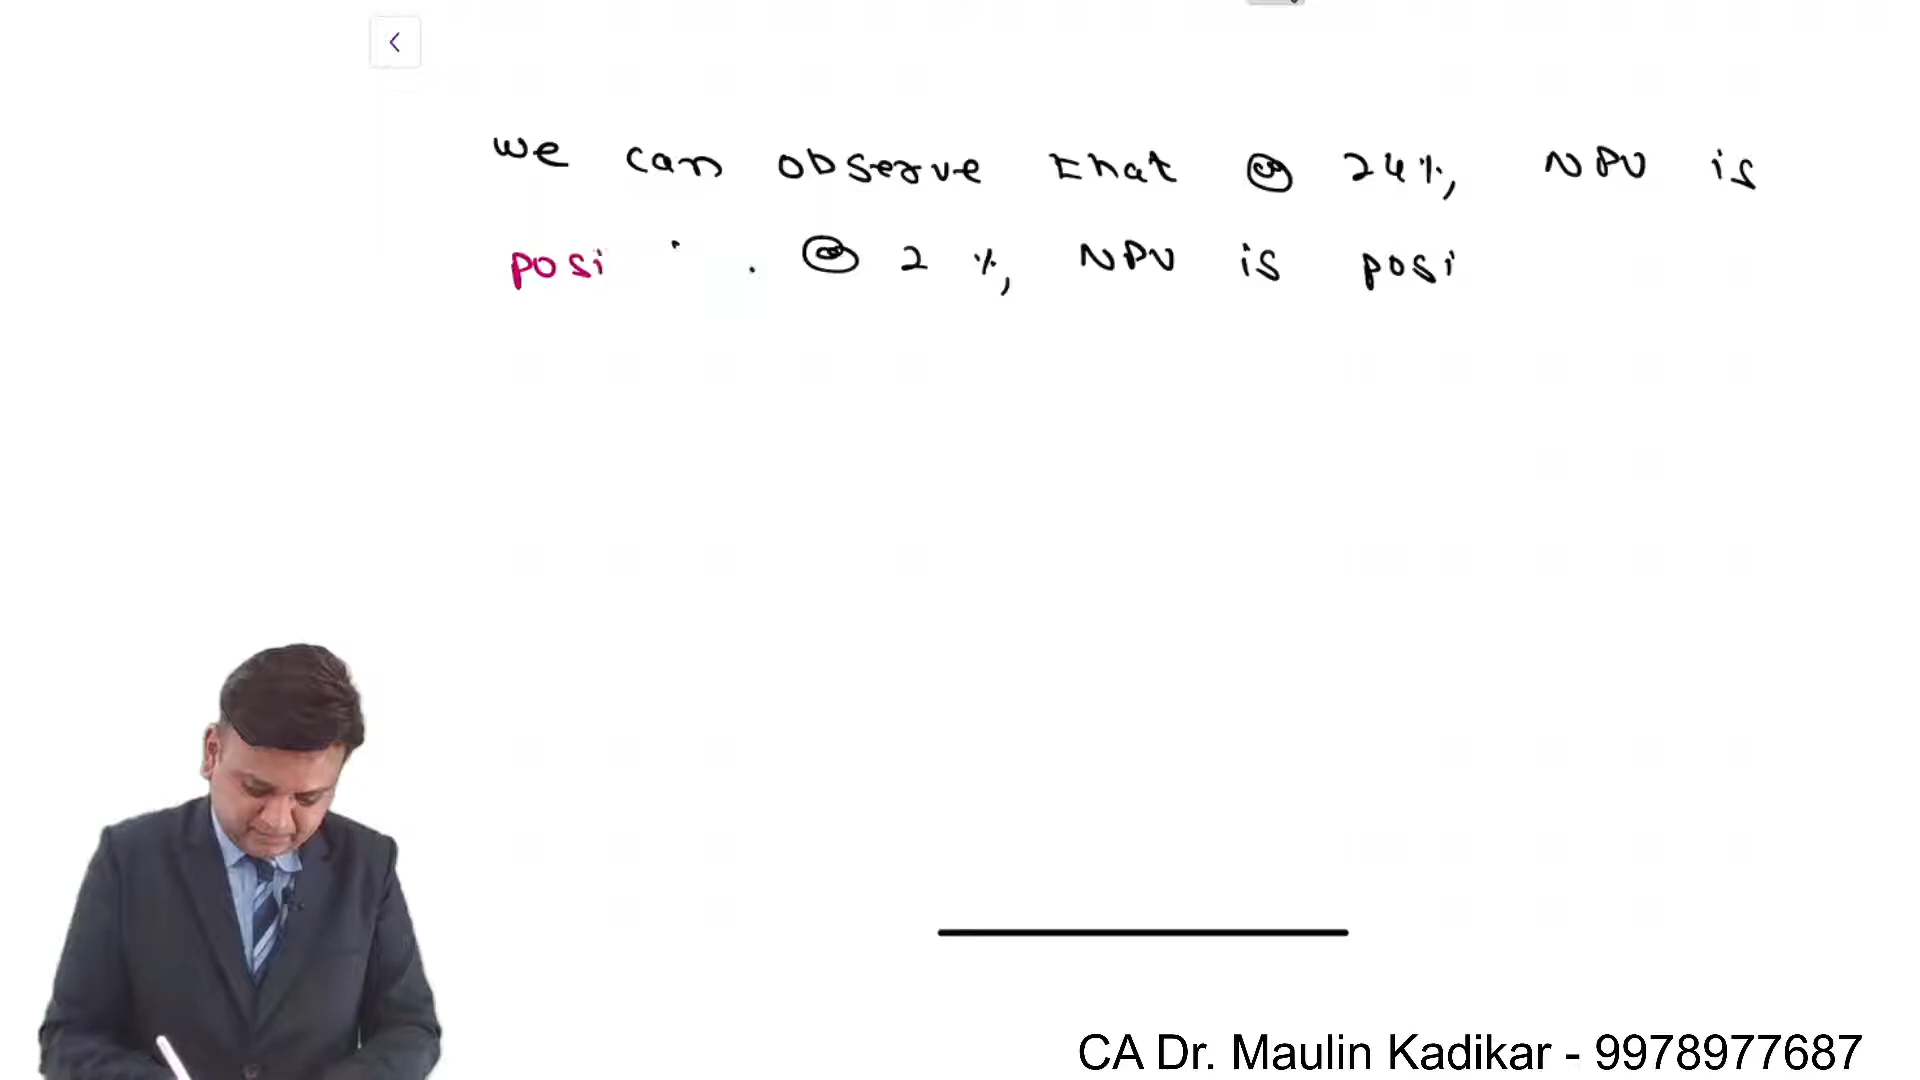 we can observe that @ 24%, NPV is
posi . @ 2 %, NPV is posi
CA Dr. Maulin Kadikar - 9978977687